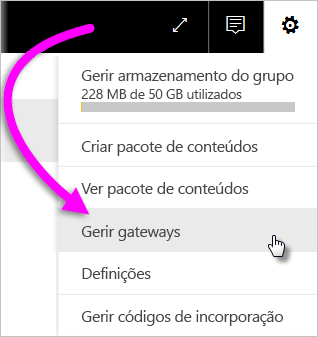 Gerir armazenamento do grupo
228 MB de 50 GB utilizados
Criar pacote de conteúdos
Ver pacote de conteúdos
Gerir gateways
Definições
Gerir códigos de incorporação